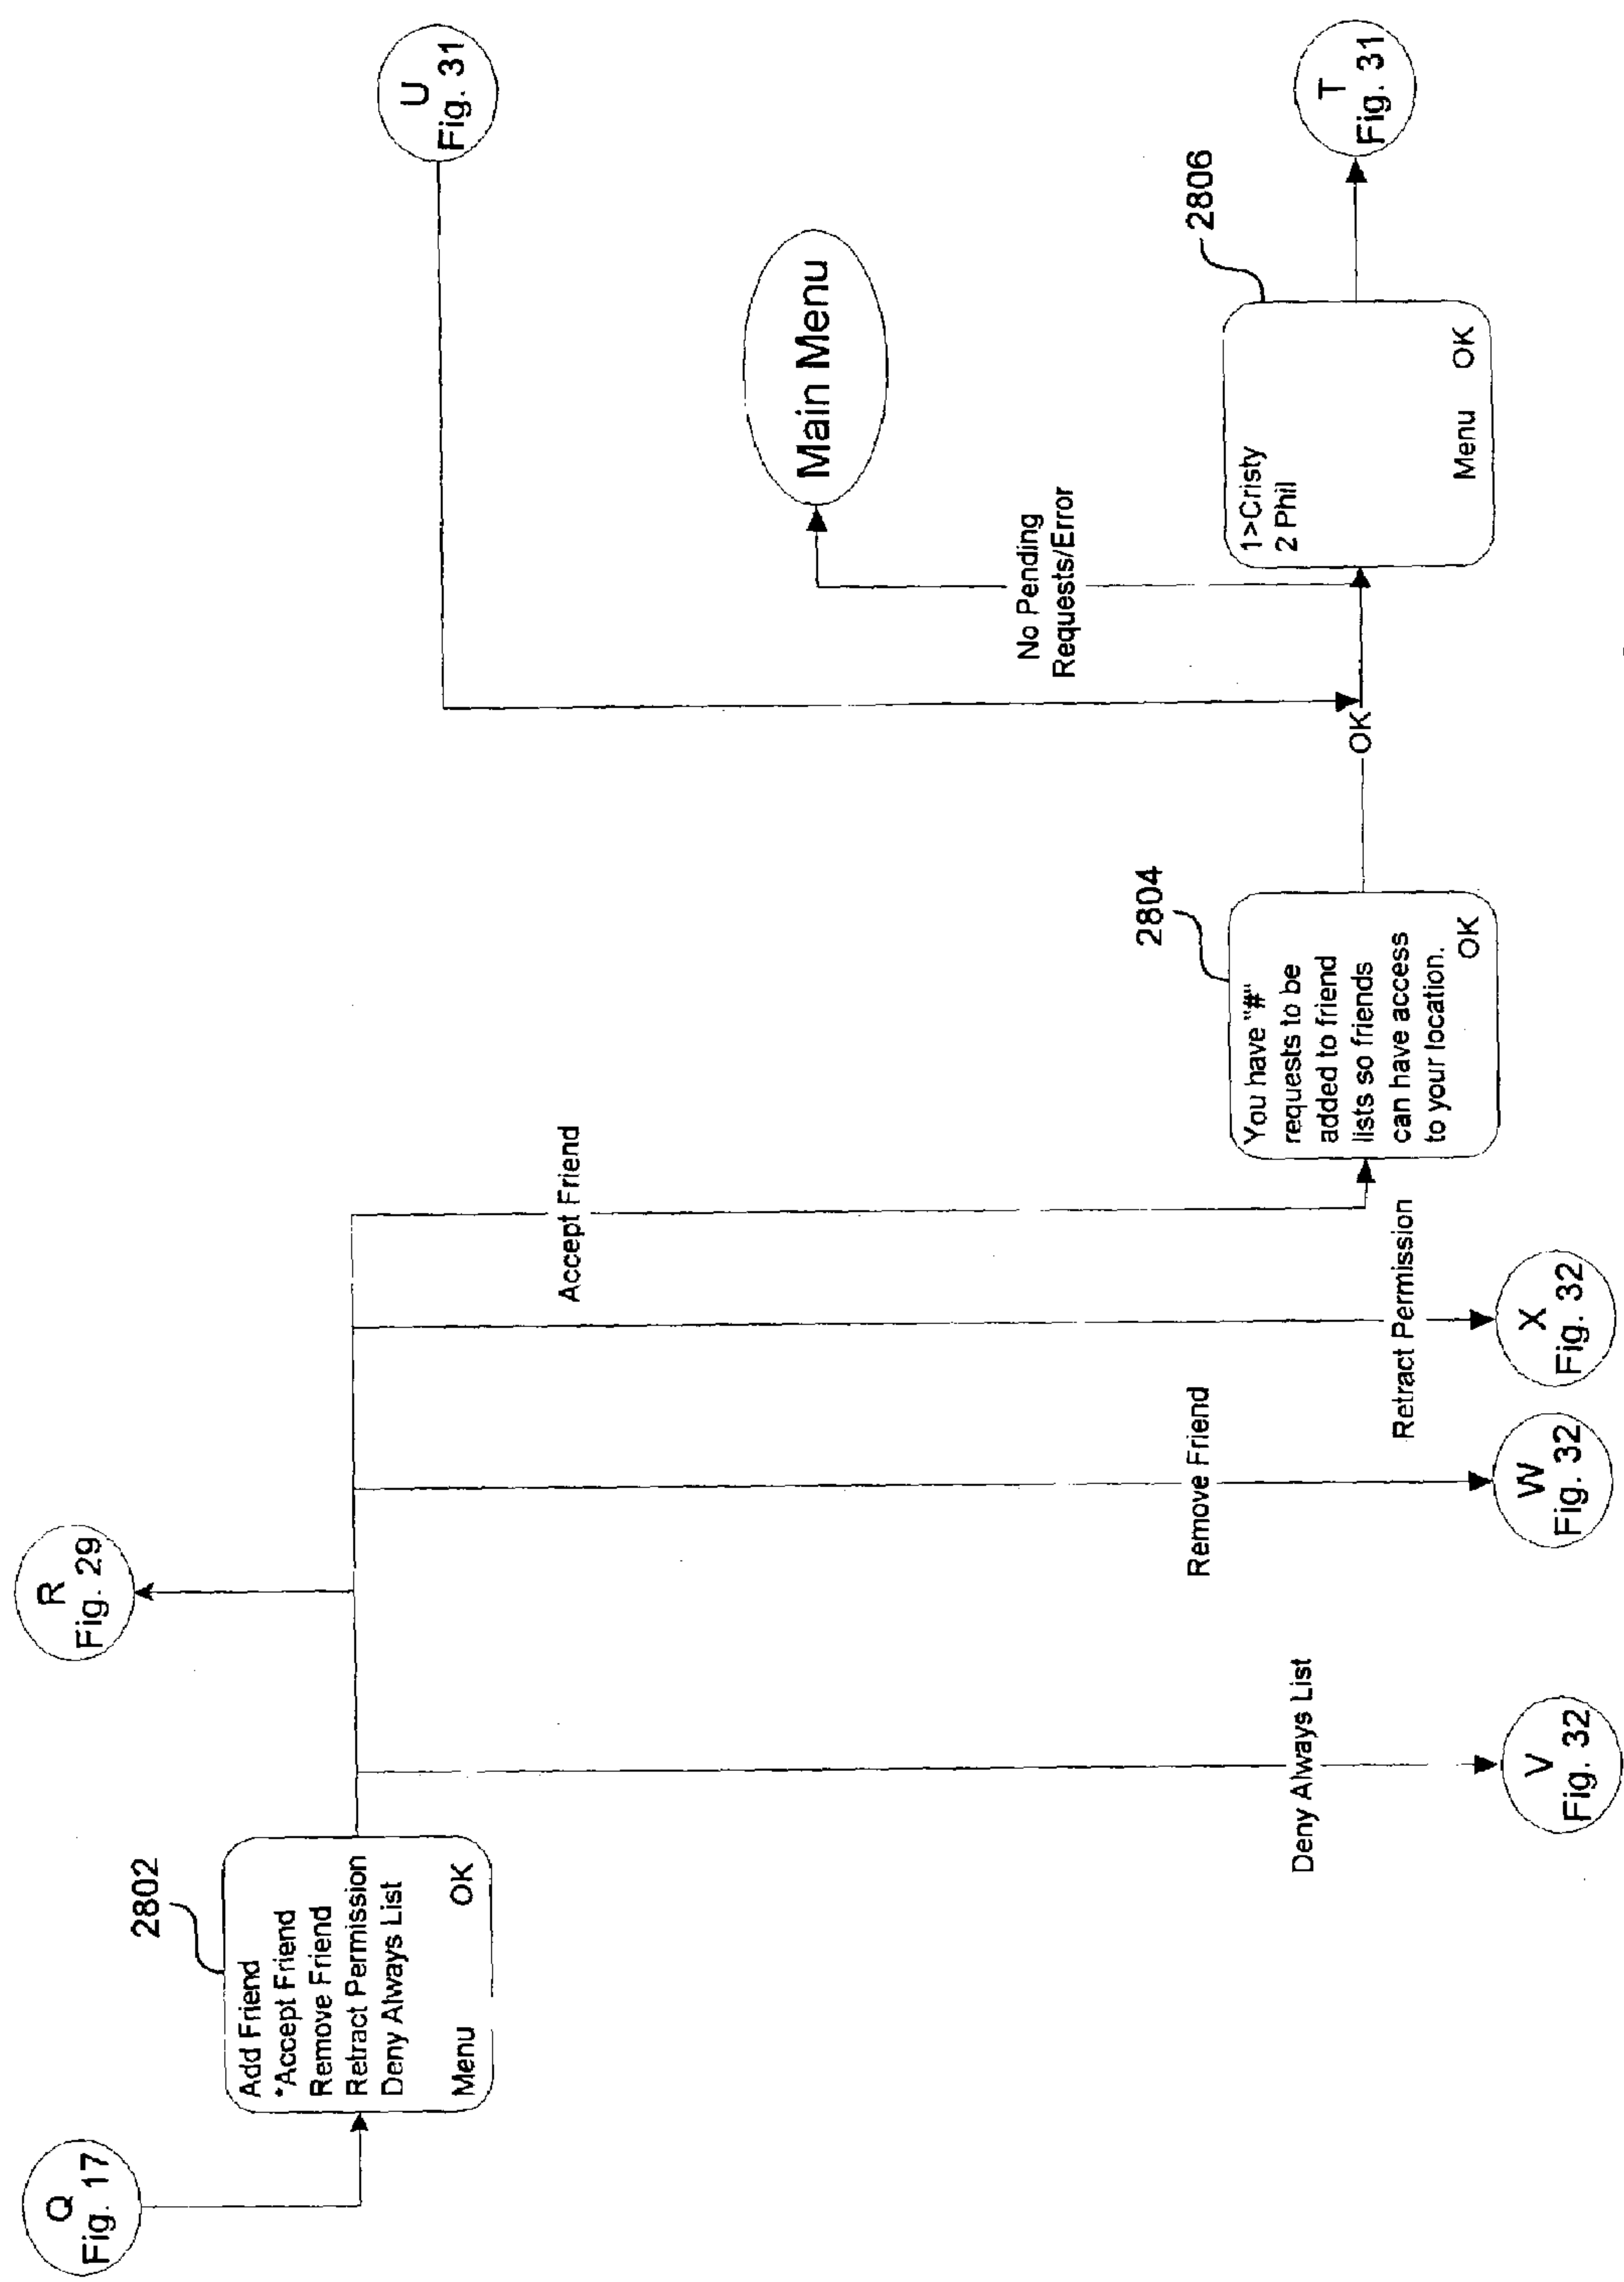 Q
Fig. 17
2802
Add Friend
*Accept Friend
Remove Friend
Retract Permission
Deny Always List
Menu OK
R
Fig. 29
Deny Always List
V
Fig. 32
Remove Friend
W
Fig. 32
Retract Permission
X
Fig. 32
Accept Friend
2804
You have "#"
requests to be
added to friend
lists so friends
can have access
to your location.
OK
OK
U
Fig. 31
No Pending
Requests/Error
Main Menu
2806
1>Cristy
2 Phil
Menu OK
T
Fig. 31